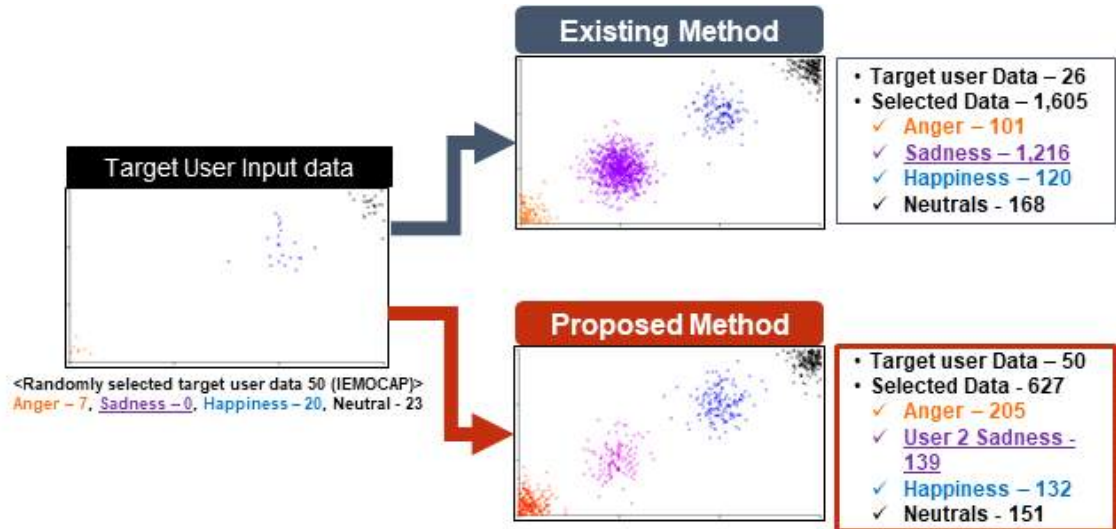 Target User Input data
<Randomly selected target user data 50 (IEMOCAP)>
Anger – 7, Sadness – 0, Happiness – 20, Neutral - 23
Existing Method
• Target user Data – 26
• Selected Data – 1,605
✓ Anger – 101
✓ Sadness – 1,216
✓ Happiness – 120
✓ Neutrals - 168
Proposed Method
• Target user Data – 50
• Selected Data - 627
✓ Anger – 205
✓ User 2 Sadness -
139
✓ Happiness – 132
✓ Neutrals - 151